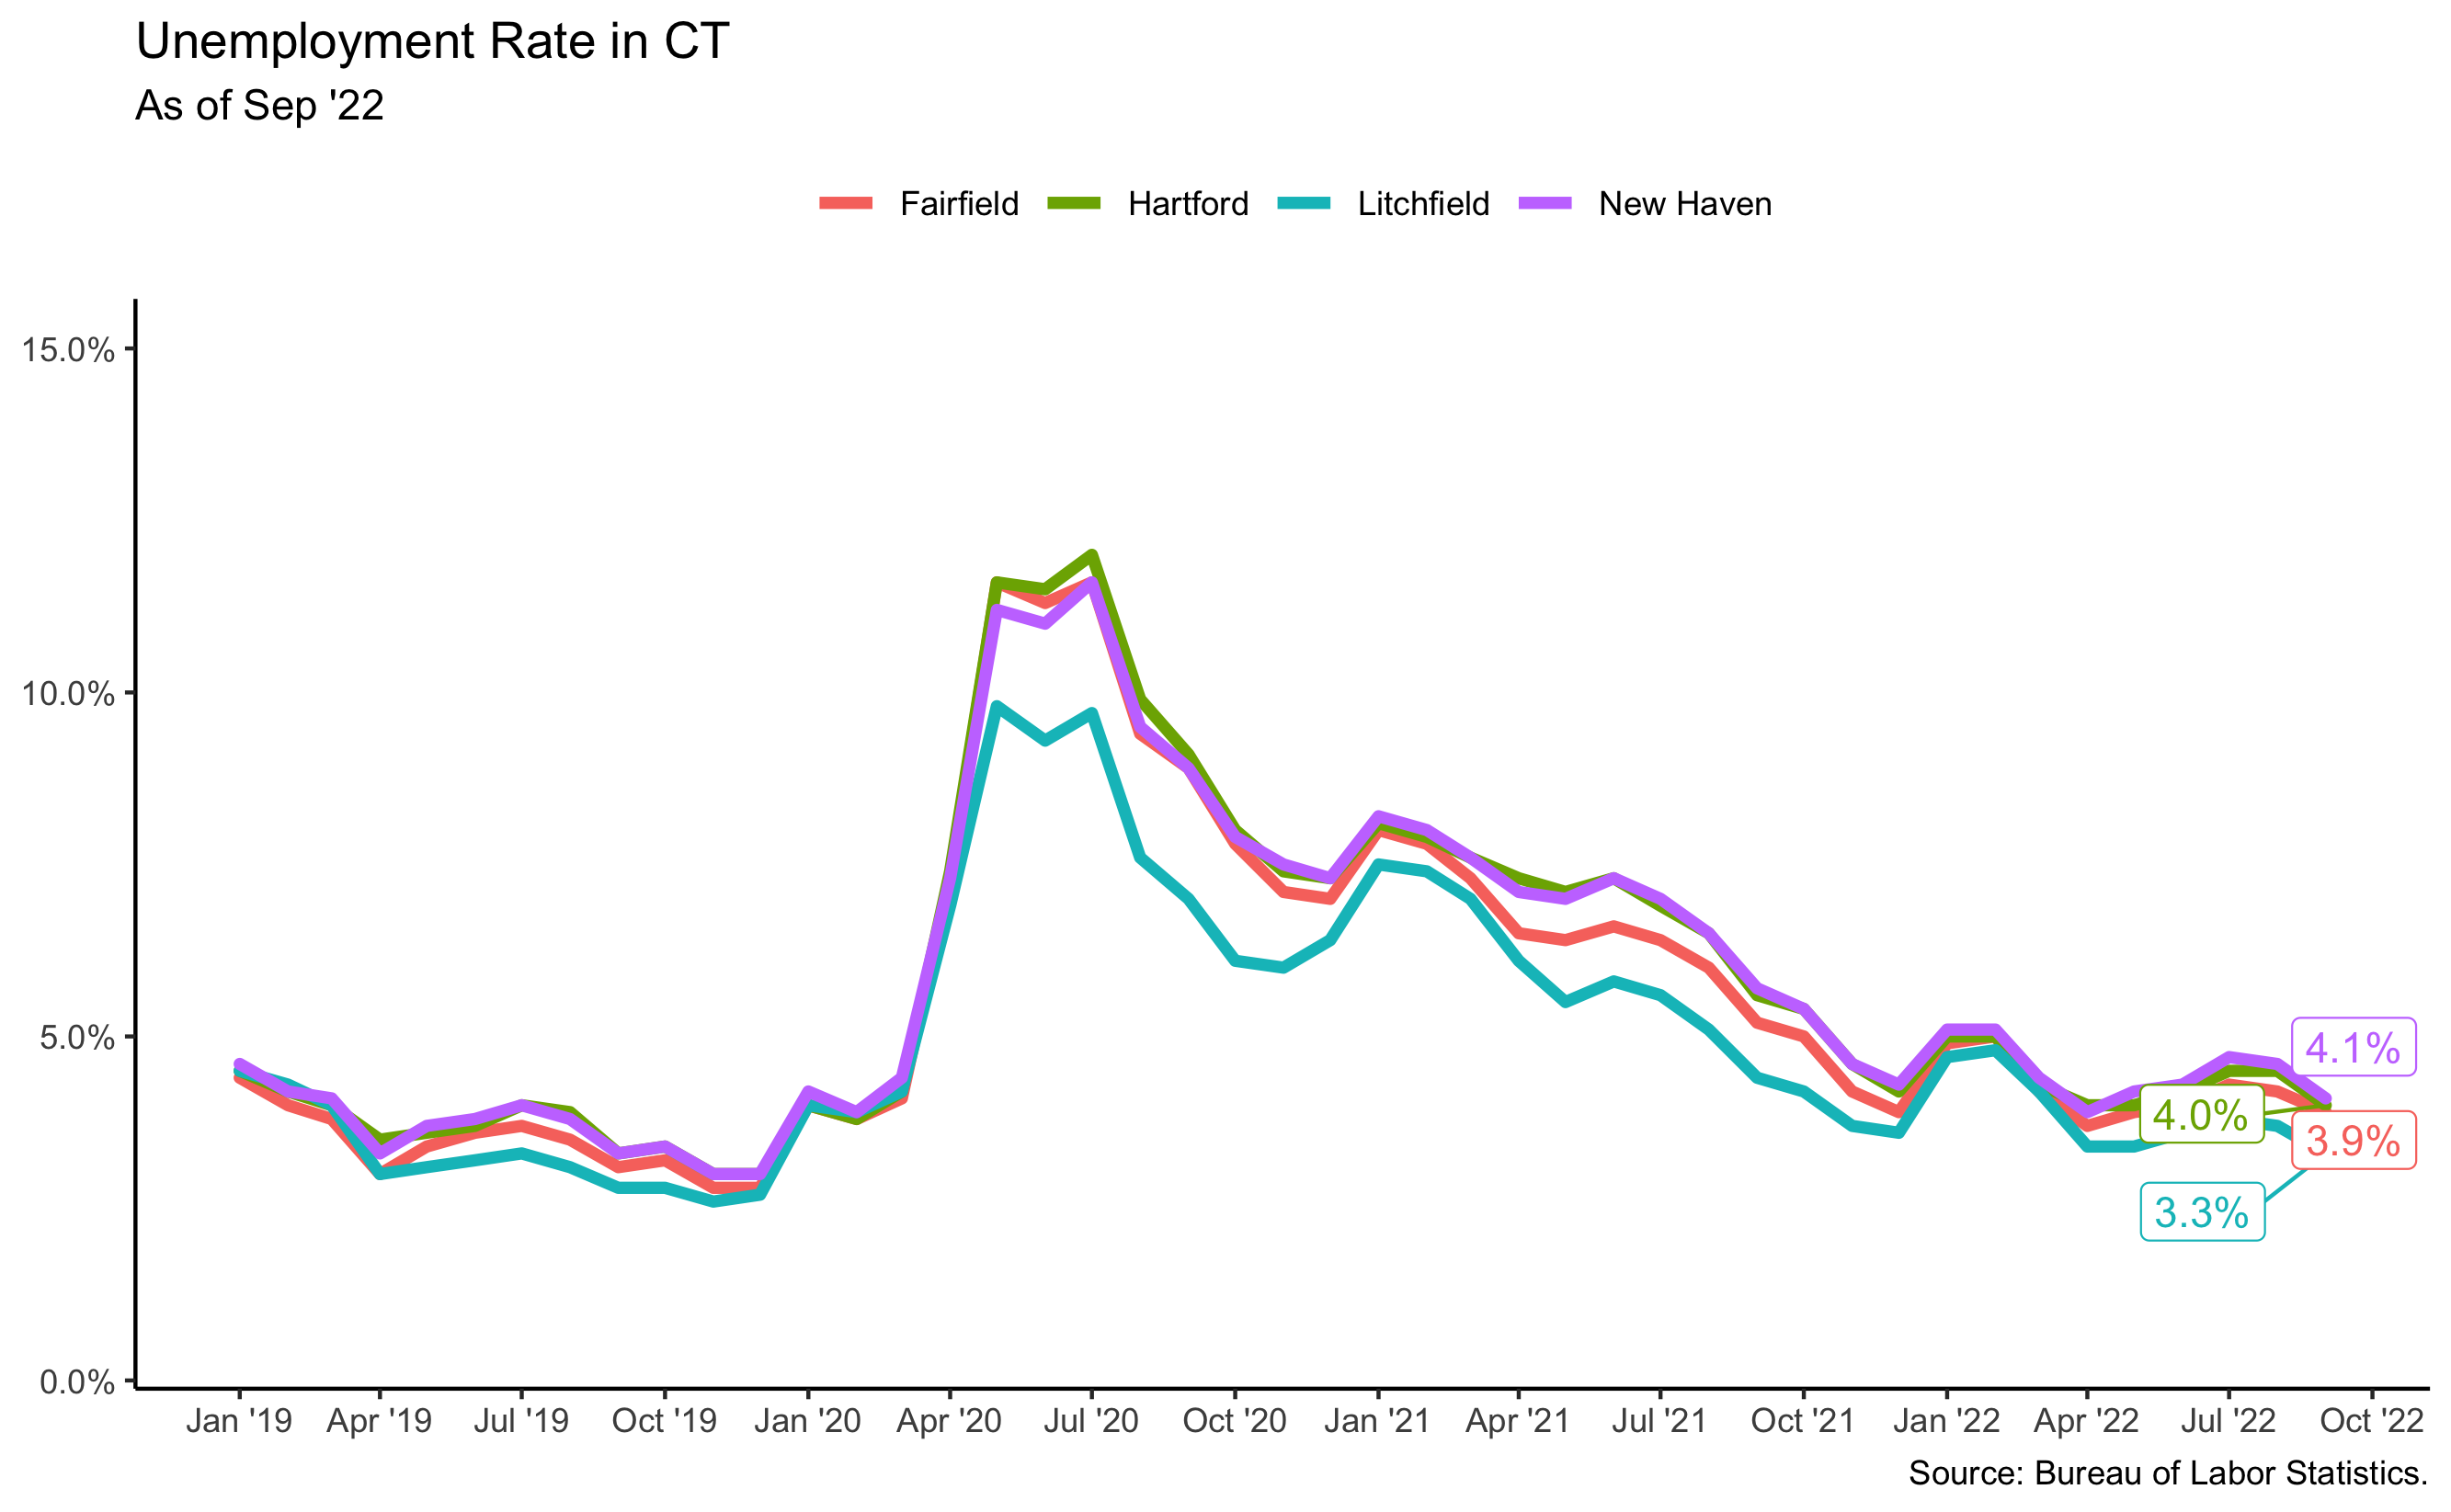 Unemployment Rate in CT
As of Sep '22
Fairfield Hartford Litchfield New Haven
15.0%
10.0%
5.0%
0.0%
4.1%
4.0%
3.9%
3.3%
Jan '19 Apr '19 Jul '19 Oct '19 Jan '20 Apr '20 Jul '20 Oct '20 Jan '21 Apr '21 Jul '21 Oct '21 Jan '22 Apr '22 Jul '22 Oct '22
Source: Bureau of Labor Statistics.